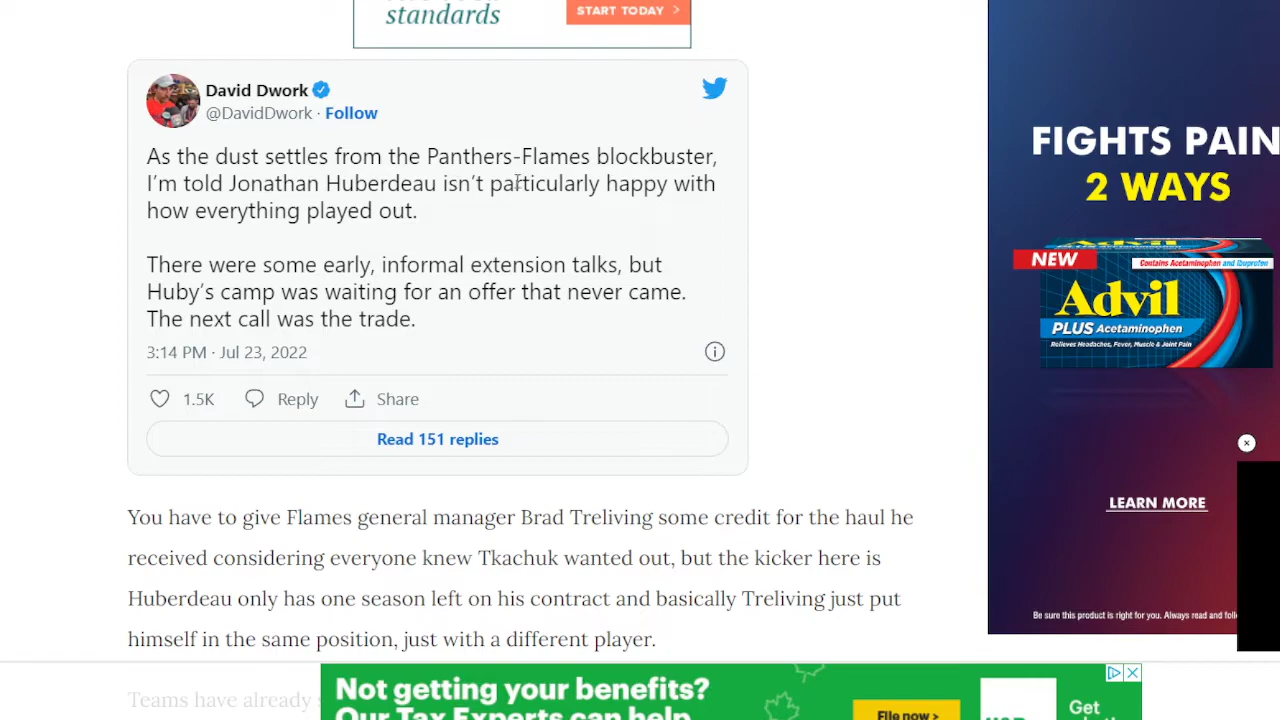 standards
START TODAY >
David Dwork
@DavidDwork · Follow
As the dust settles from the Panthers-Flames blockbuster,
I'm told Jonathan Huberdeau isn't particularly happy with
how everything played out.
There were some early, informal extension talks, but
Huby's camp was waiting for an offer that never came.
The next call was the trade.
3:14 PM · Jul 23, 2022
1.5K Reply Share
Read 151 replies
You have to give Flames general manager Brad Treliving some credit for the haul he
received considering everyone knew Tkachuk wanted out, but the kicker here is
Huberdeau only has one season left on his contract and basically Treliving just put
himself in the same position, just with a different player.
Teams have already
FIGHTS PAIN
2 WAYS
NEW
Contains Acetaminophen and Ibuprofen
Advil
PLUS Acetaminophen
Relieves Headaches, Fever, Muscle & Joint Pain
LEARN MORE
Be sure this product is right for you. Always read and
Not getting your benefits?
Our Tax Experts can help
File now >
Get